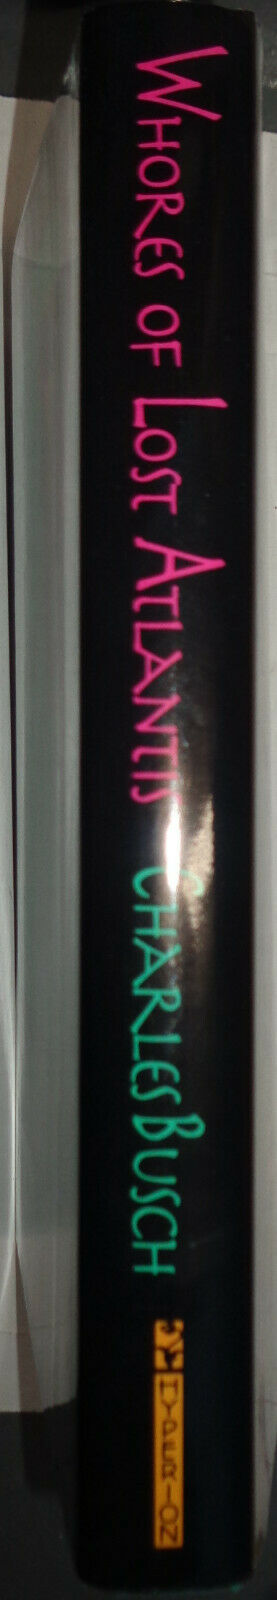 WHORES OF LOST ATLANTIS
CHARLES BUSCH
HYPERION